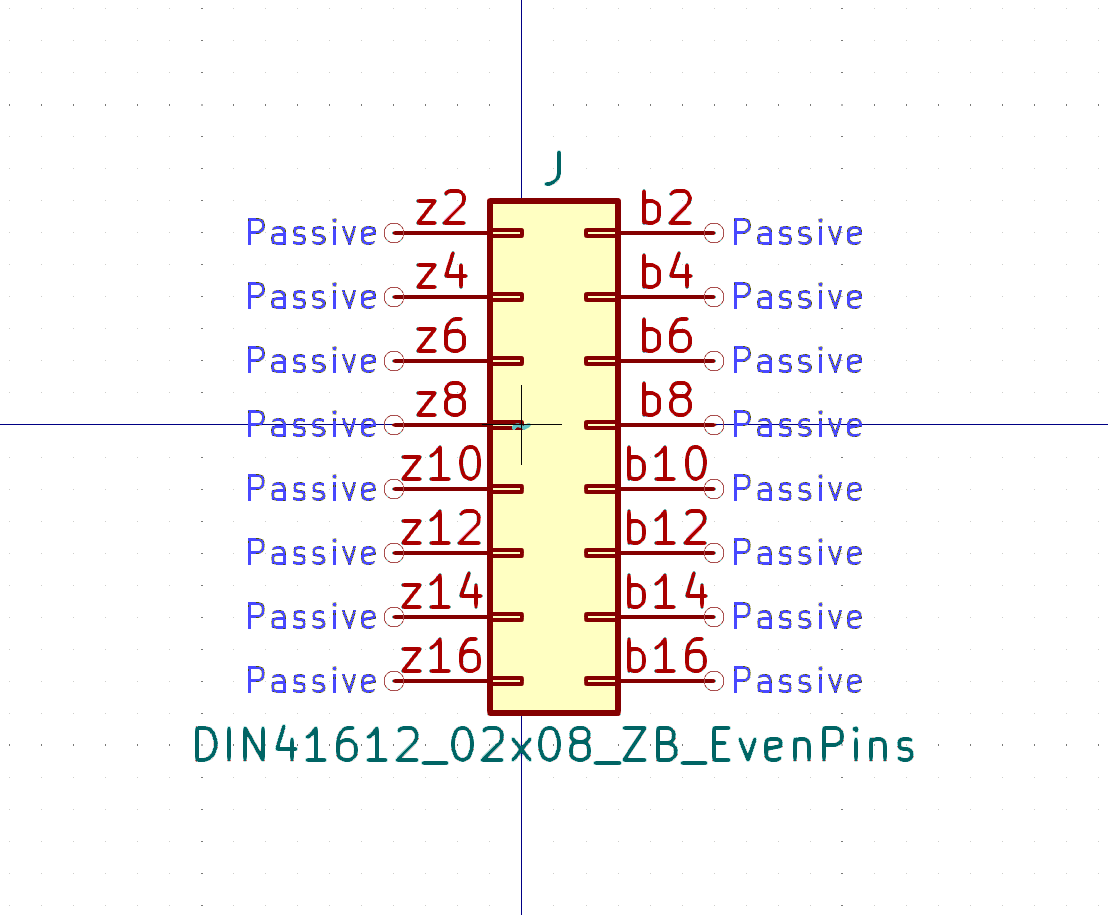 J
Passive z2 b2 Passive
Passive z4 b4 Passive
Passive z6 b6 Passive
Passive z8 b8 Passive
Passive z10 b10 Passive
Passive z12 b12 Passive
Passive z14 b14 Passive
Passive z16 b16 Passive
DIN41612_02x08_ZB_EvenPins